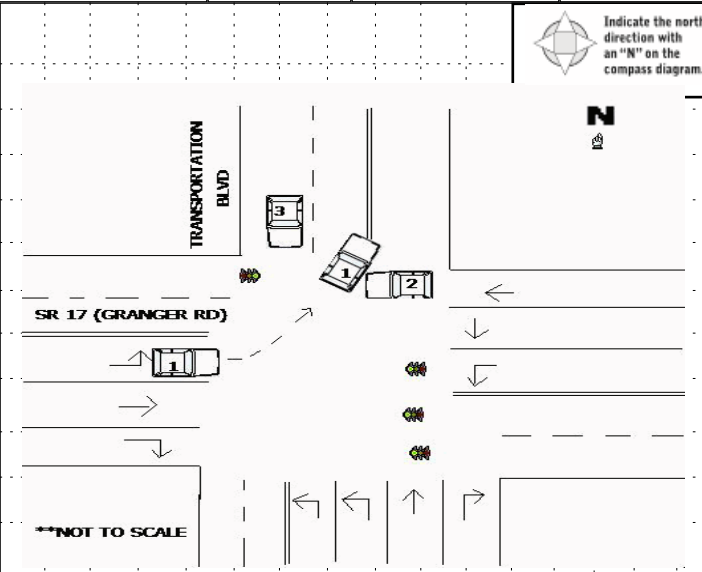 Indicate the north
direction with
an "N" on the
compass diagram.
N
TRANSPORTATION
BLVD
3
1
2
SR 17 (GRANGER RD)
1
**NOT TO SCALE